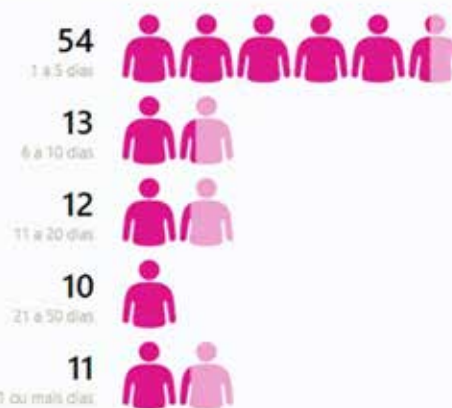 54
1 a 5 dias
13
6 a 10 dias
12
11 a 20 dias
10
21 a 50 dias
11
1 ou mais dias